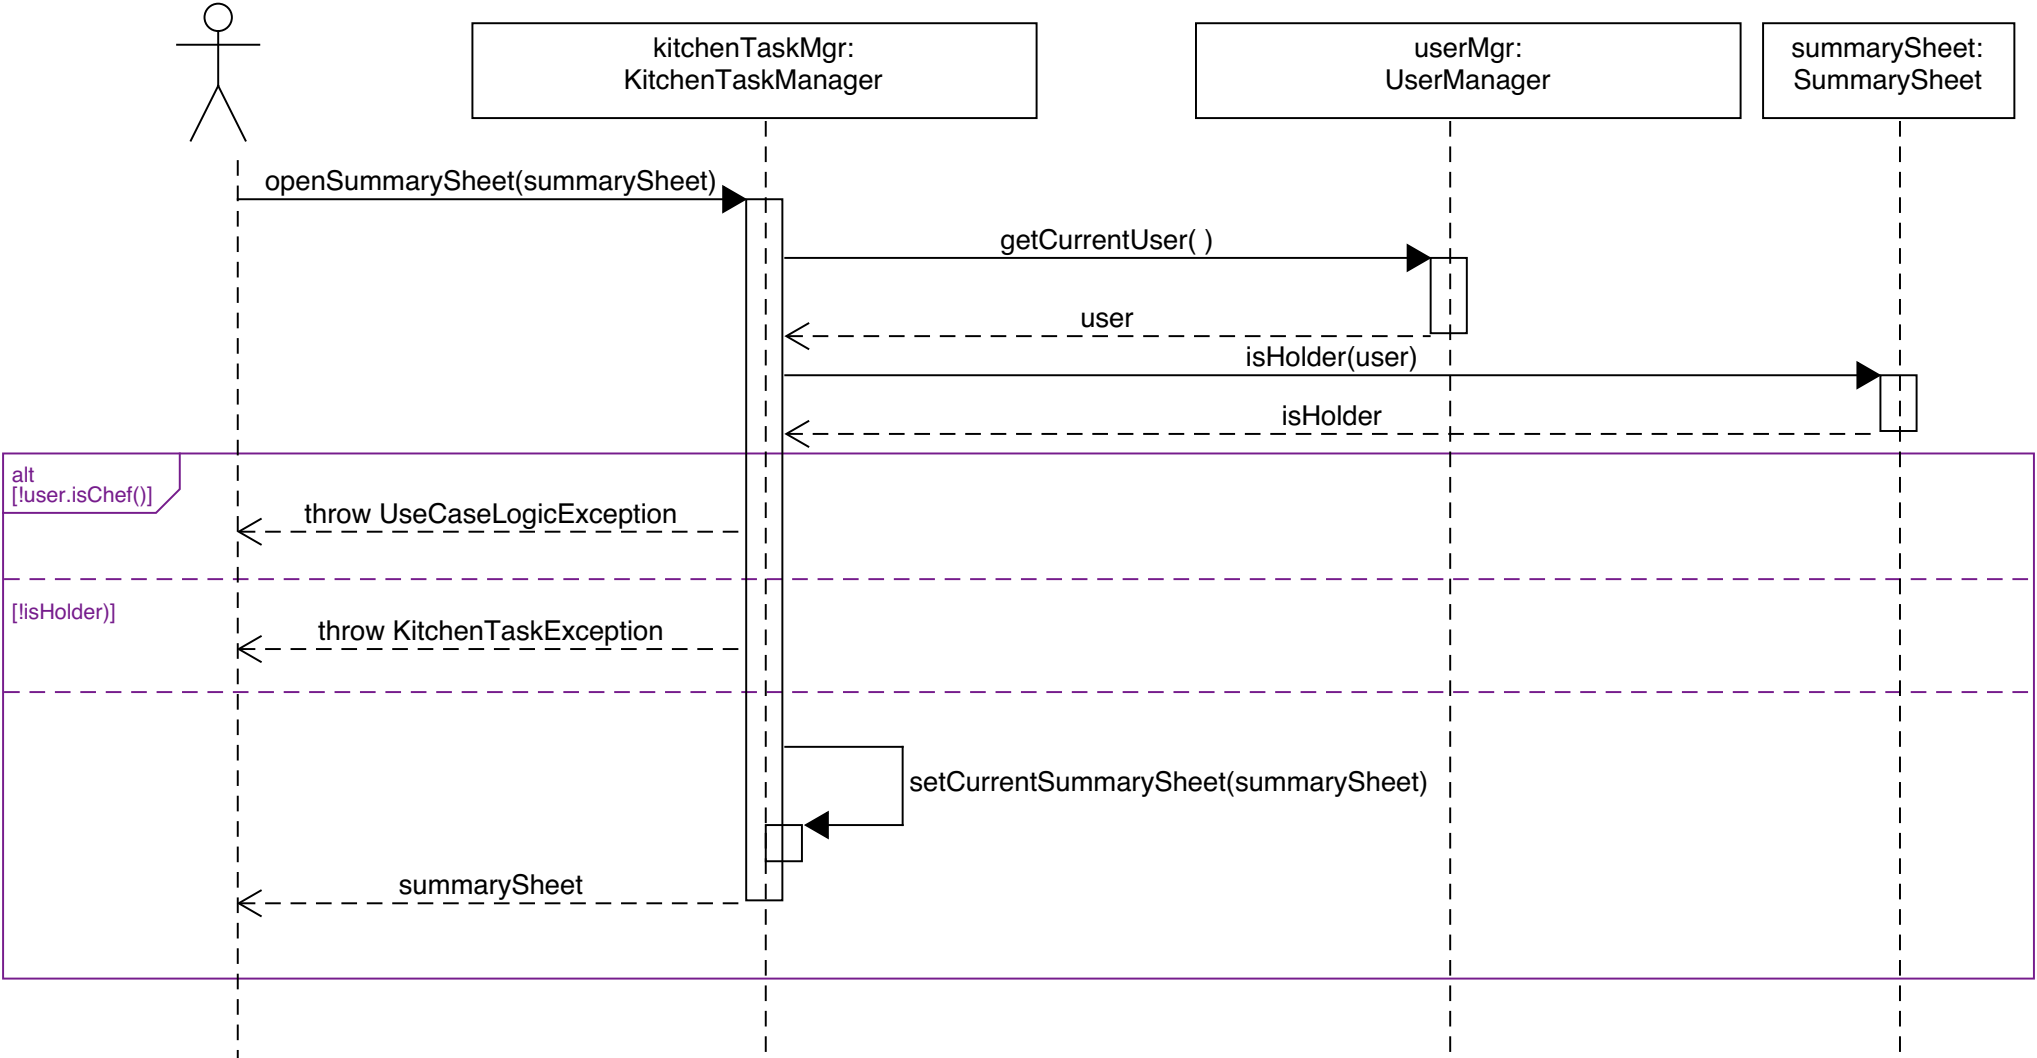 kitchenTaskMgr:
KitchenTaskManager
userMgr:
UserManager
summarySheet:
SummarySheet
openSummarySheet(summarySheet)
getCurrentUser( )
user
isHolder(user)
isHolder
alt
[!user.isChef()]
throw UseCaseLogicException
[!isHolder)]
throw KitchenTaskException
setCurrentSummarySheet(summarySheet)
summarySheet